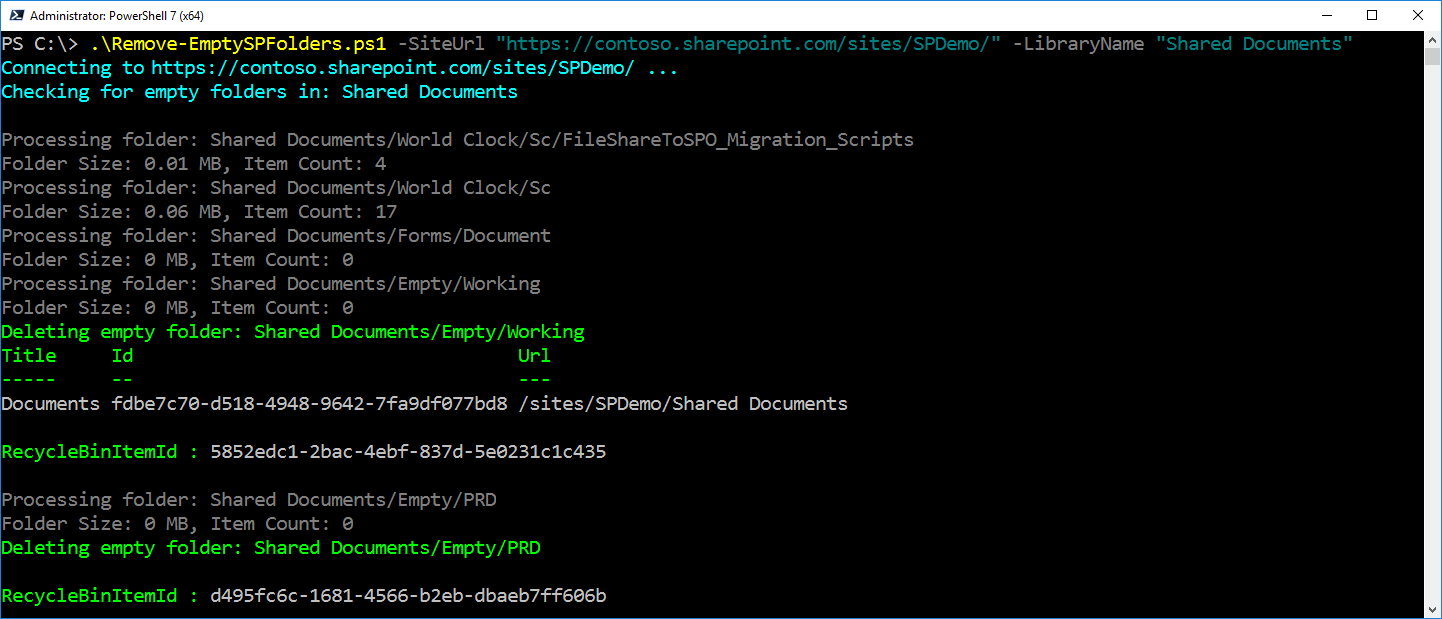 Administrator: PowerShell 7 (x64)
PS C:\> .\Remove-EmptySPFolders.ps1 -SiteUrl "https://contoso.sharepoint.com/sites/SPDemo/" -LibraryName "Shared Documents"
Connecting to https://contoso.sharepoint.com/sites/SPDemo/ ...
Checking for empty folders in: Shared Documents
Processing folder: Shared Documents/World Clock/Sc/FileShareToSPO_Migration_Scripts
Folder Size: 0.01 MB, Item Count: 4
Processing folder: Shared Documents/World Clock/Sc
Folder Size: 0.06 MB, Item Count: 17
Processing folder: Shared Documents/Forms/Document
Folder Size: 0 MB, Item Count: 0
Processing folder: Shared Documents/Empty/Working
Folder Size: 0 MB, Item Count: 0
Deleting empty folder: Shared Documents/Empty/Working
Title     Id                                   Url
-----     --                                   ---
Documents fdbe7c70-d518-4948-9642-7fa9df077bd8 /sites/SPDemo/Shared Documents
RecycleBinItemId : 5852edc1-2bac-4ebf-837d-5e0231c1c435
Processing folder: Shared Documents/Empty/PRD
Folder Size: 0 MB, Item Count: 0
Deleting empty folder: Shared Documents/Empty/PRD
RecycleBinItemId : d495fc6c-1681-4566-b2eb-dbaeb7ff606b